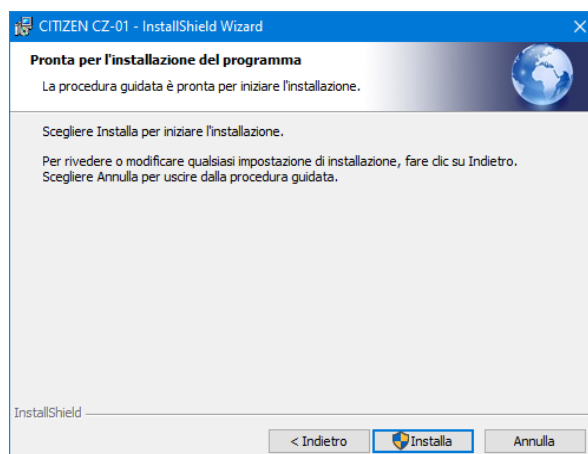 CITIZEN CZ-01 - InstallShield Wizard
Pronta per l'installazione del programma
La procedura guidata è pronta per iniziare l'installazione.
Scegliere Installa per iniziare l'installazione.
Per rivedere o modificare qualsiasi impostazione di installazione, fare clic su Indietro.
Scegliere Annulla per uscire dalla procedura guidata.
InstallShield
< Indietro Installa Annulla